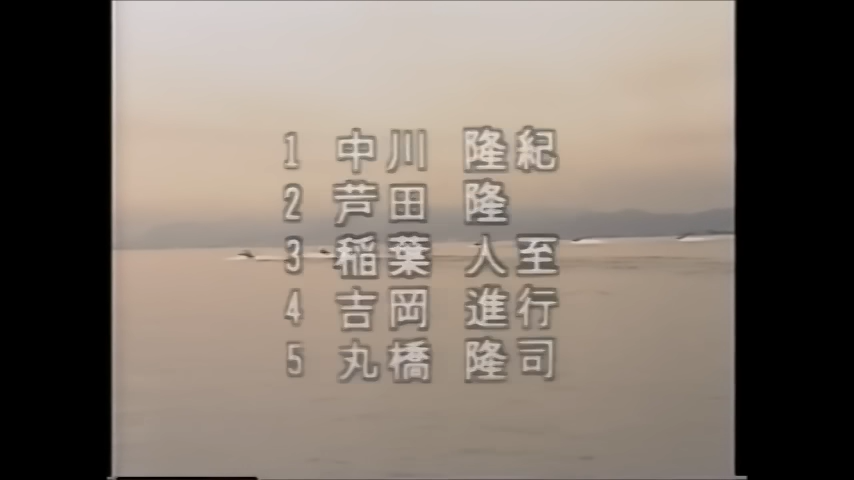 1 中川 隆紀
2 芦田 隆
3 稲葉 人至
4 吉岡 進行
5 丸橋 隆司